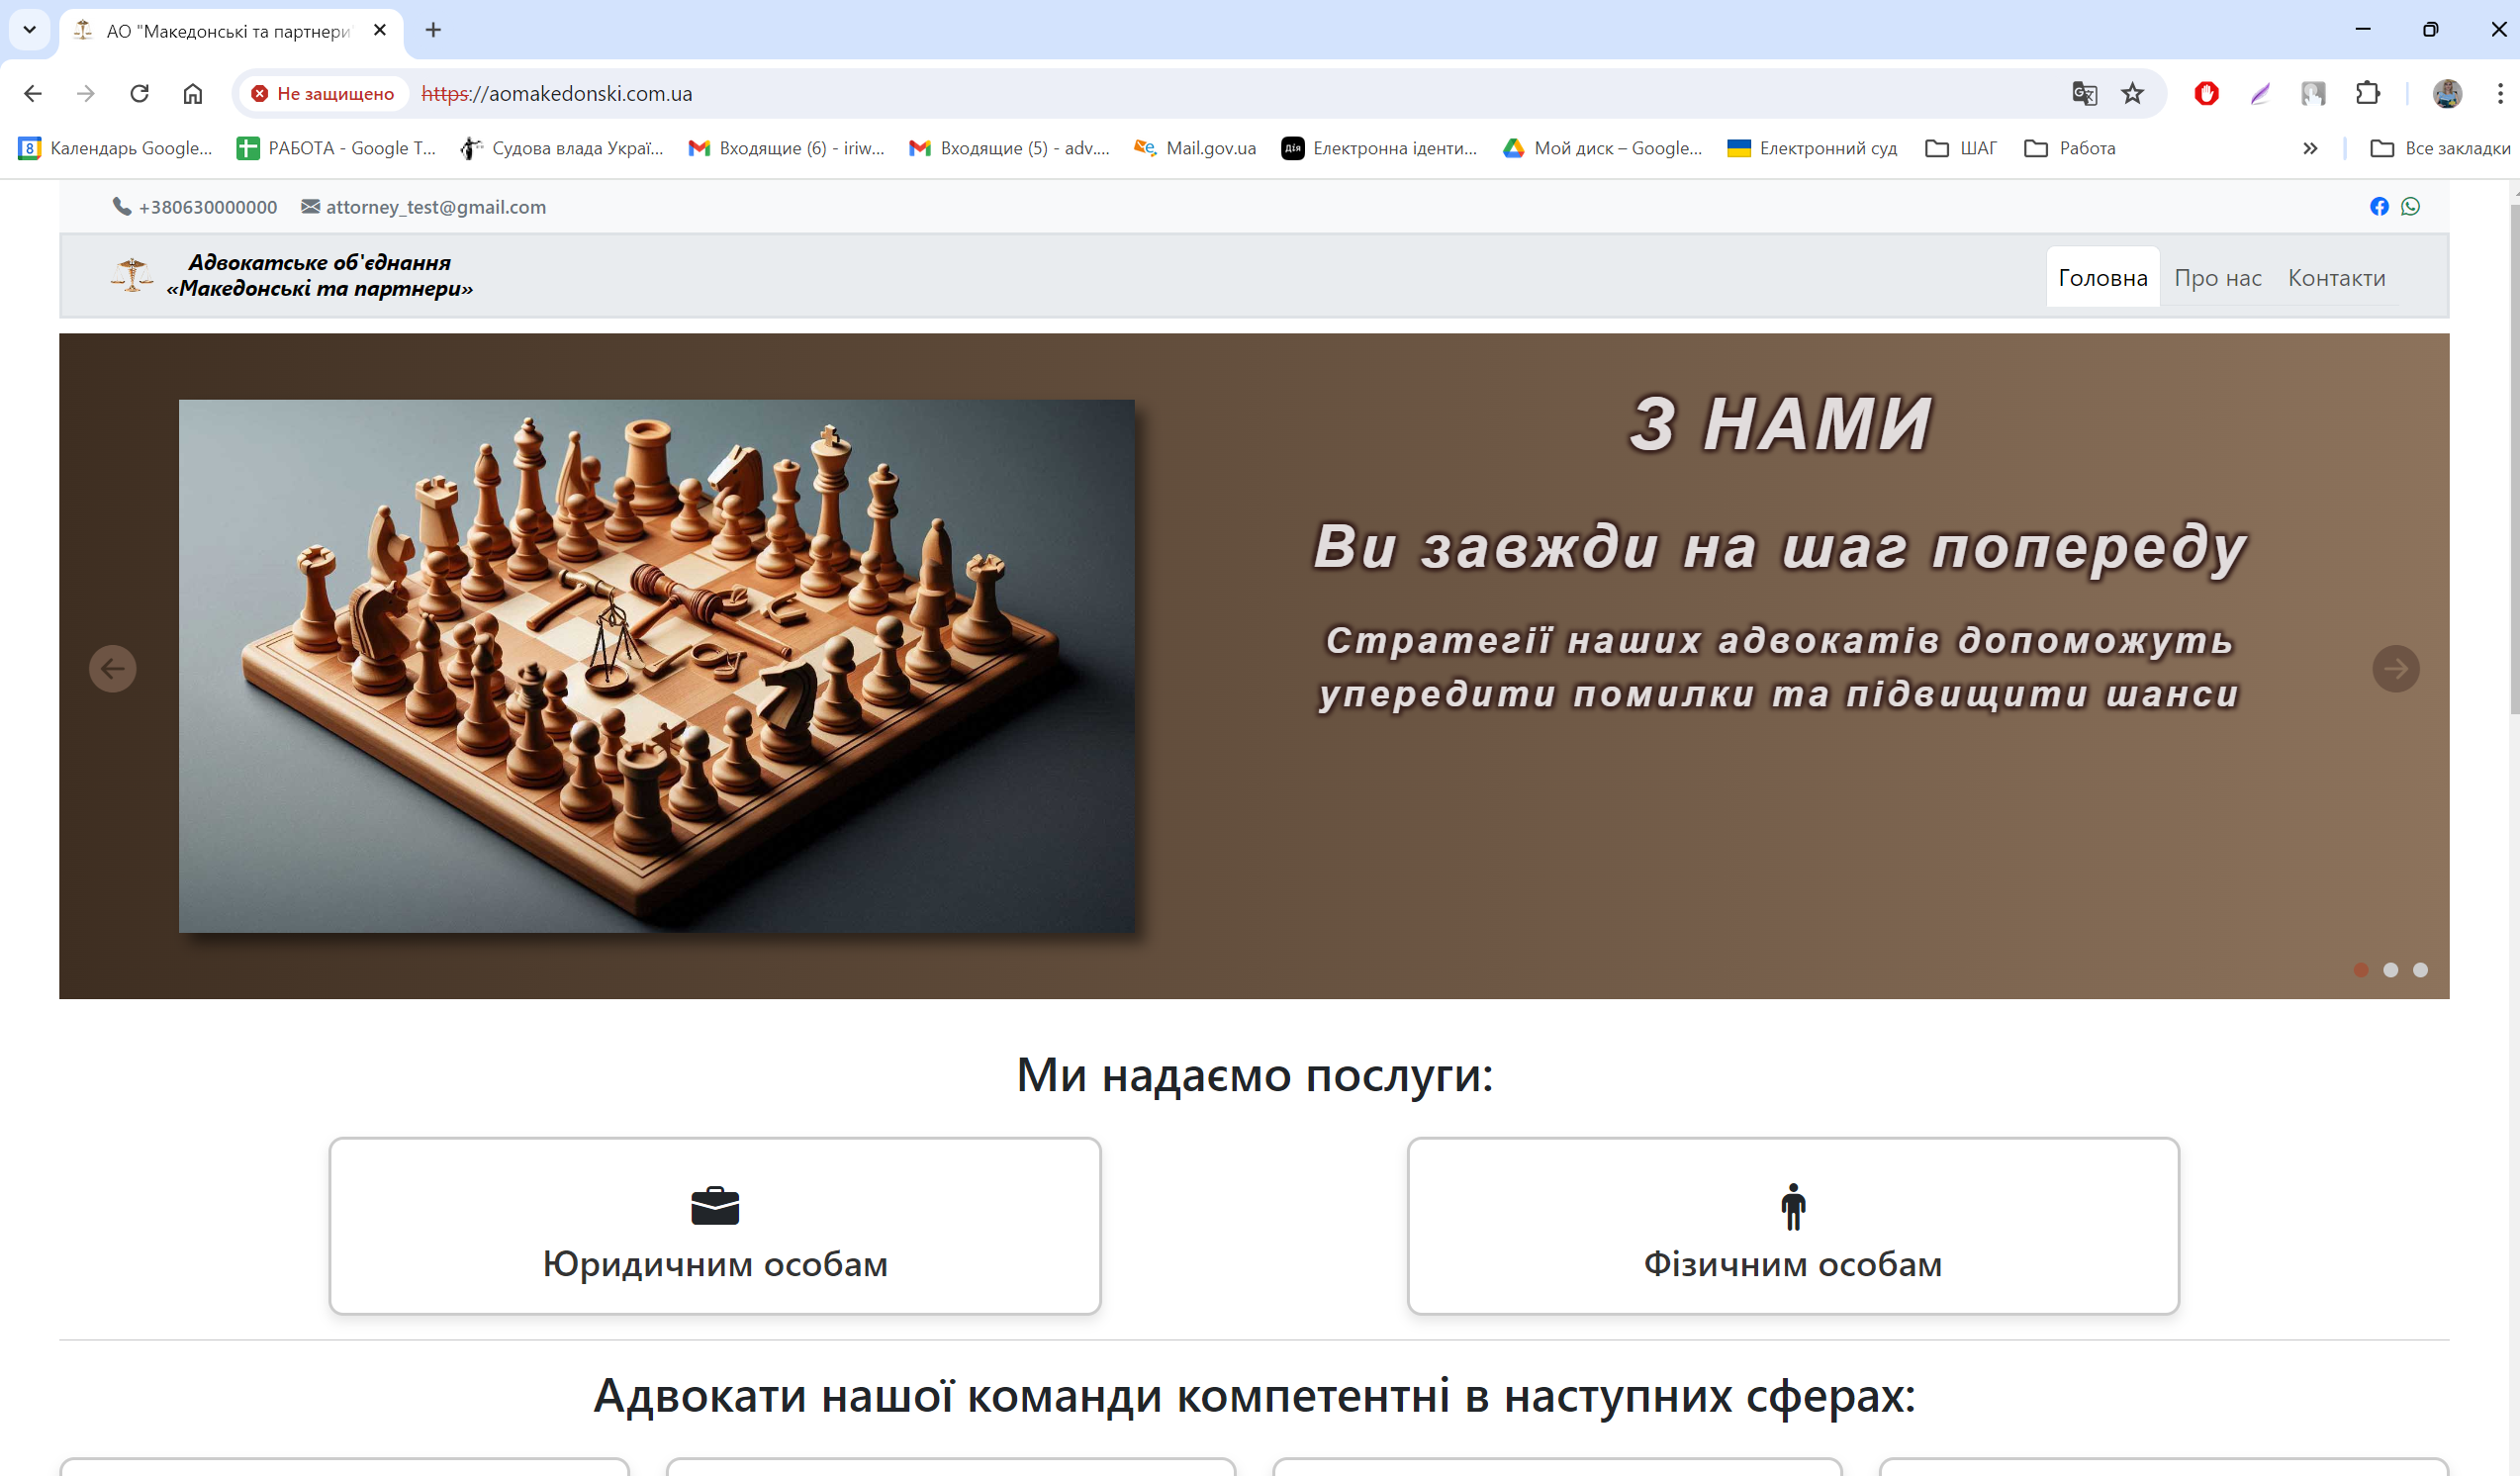 АО "Македонські та партнери"
Не защищено
https://aomakedonski.com.ua
Календарь Google...
РАБОТА - Google Т...
Судова влада Украї...
Входящие (6) - iriw...
Входящие (5) - adv....
Mail.gov.ua
Електронна іденти...
Мой диск – Google...
Електронний суд
ШАГ
Работа
Все закладки
+380630000000
attorney_test@gmail.com
Адвокатське об'єднання
«Македонські та партнери»
Головна
Про нас
Контакти
З НАМИ
Ви завжди на шаг попереду
Стратегії наших адвокатів допоможуть
упередити помилки та підвищити шанси
Ми надаємо послуги:
Юридичним особам
Фізичним особам
Адвокати нашої команди компетентні в наступних сферах: